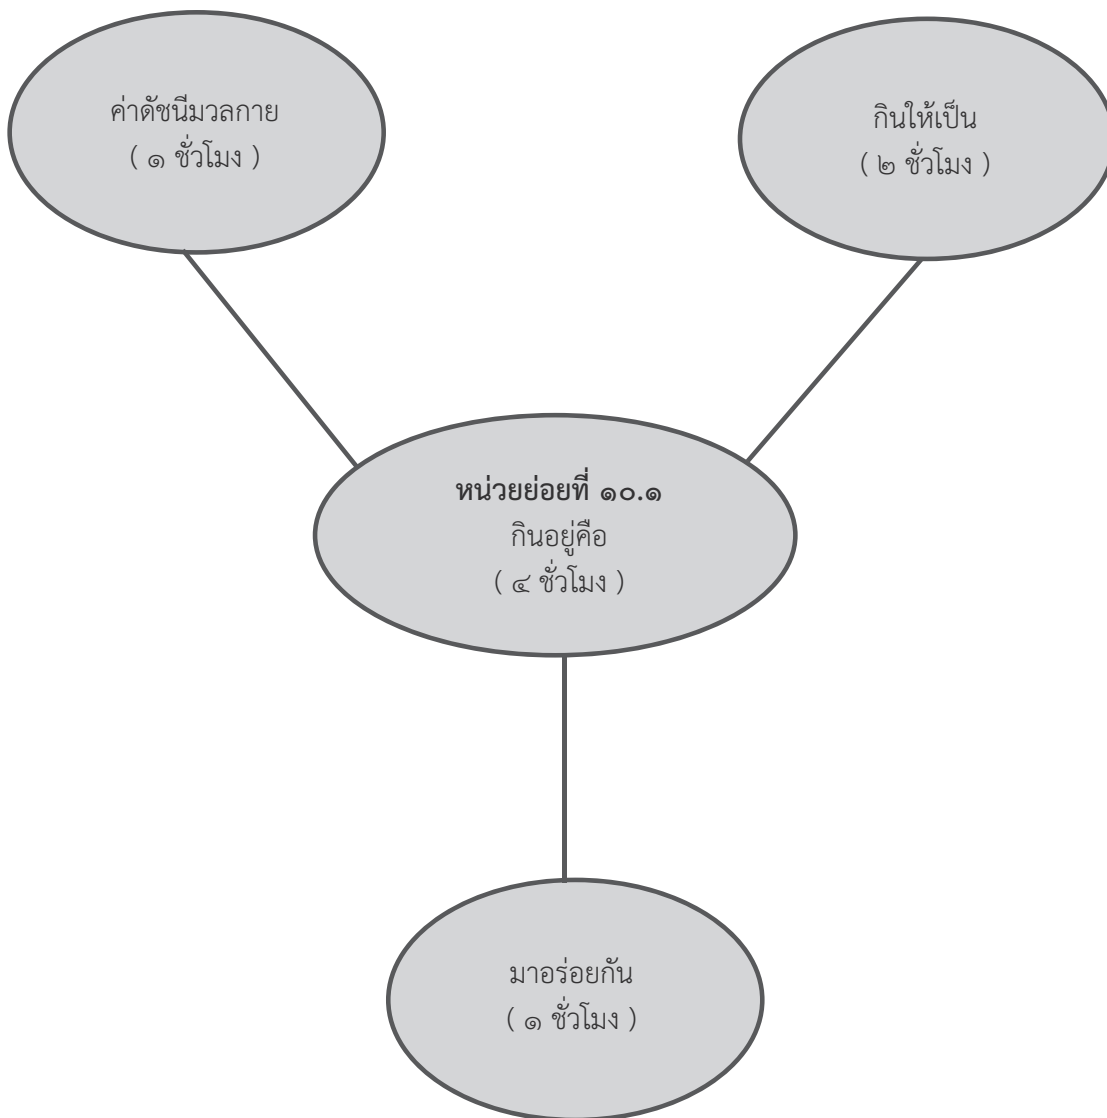 ค่าดัชนีมวลกาย
( ๑ ชั่วโมง )
กินให้เป็น
( ๒ ชั่วโมง )
หน่วยย่อยที่ ๑๐.๑
กินอยู่คือ
( ๔ ชั่วโมง )
มาอร่อยกัน
( ๑ ชั่วโมง )